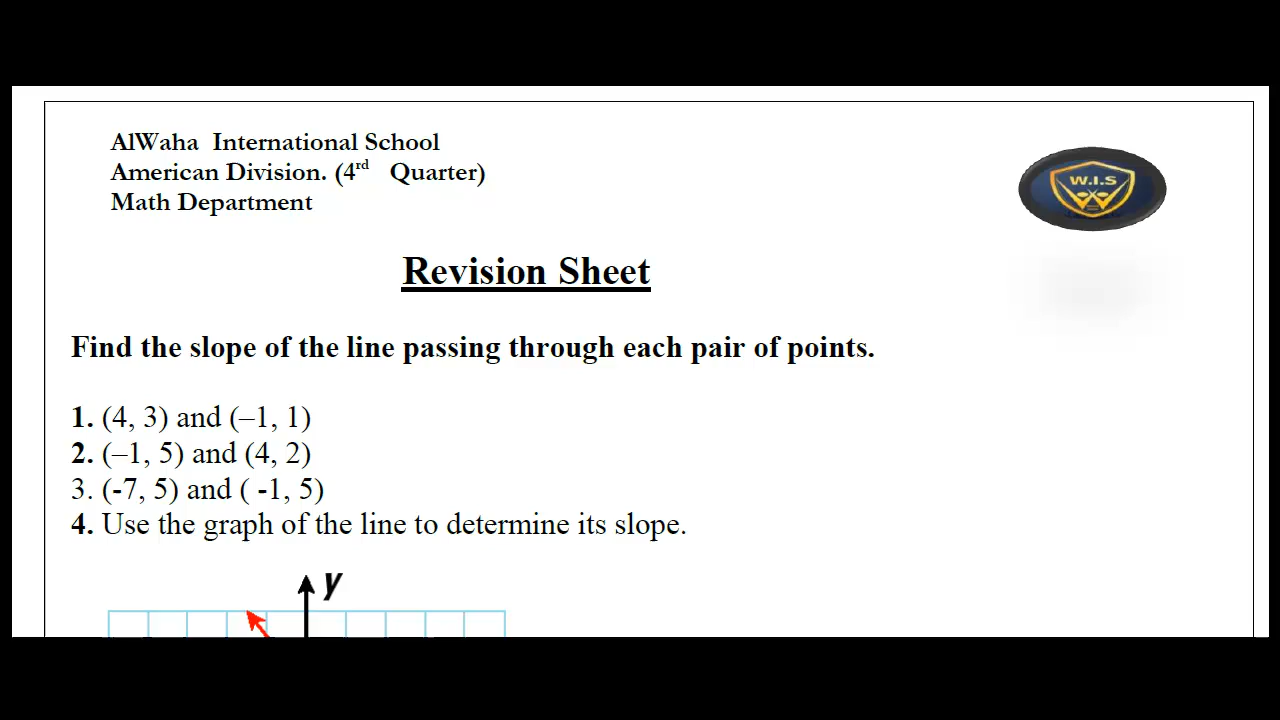 AlWaha International School
American Division. (4rd Quarter)
Math Department
W.I.S
Revision Sheet
Find the slope of the line passing through each pair of points.
1. (4, 3) and (–1, 1)
2. (–1, 5) and (4, 2)
3. (-7, 5) and ( -1, 5)
4. Use the graph of the line to determine its slope.
y